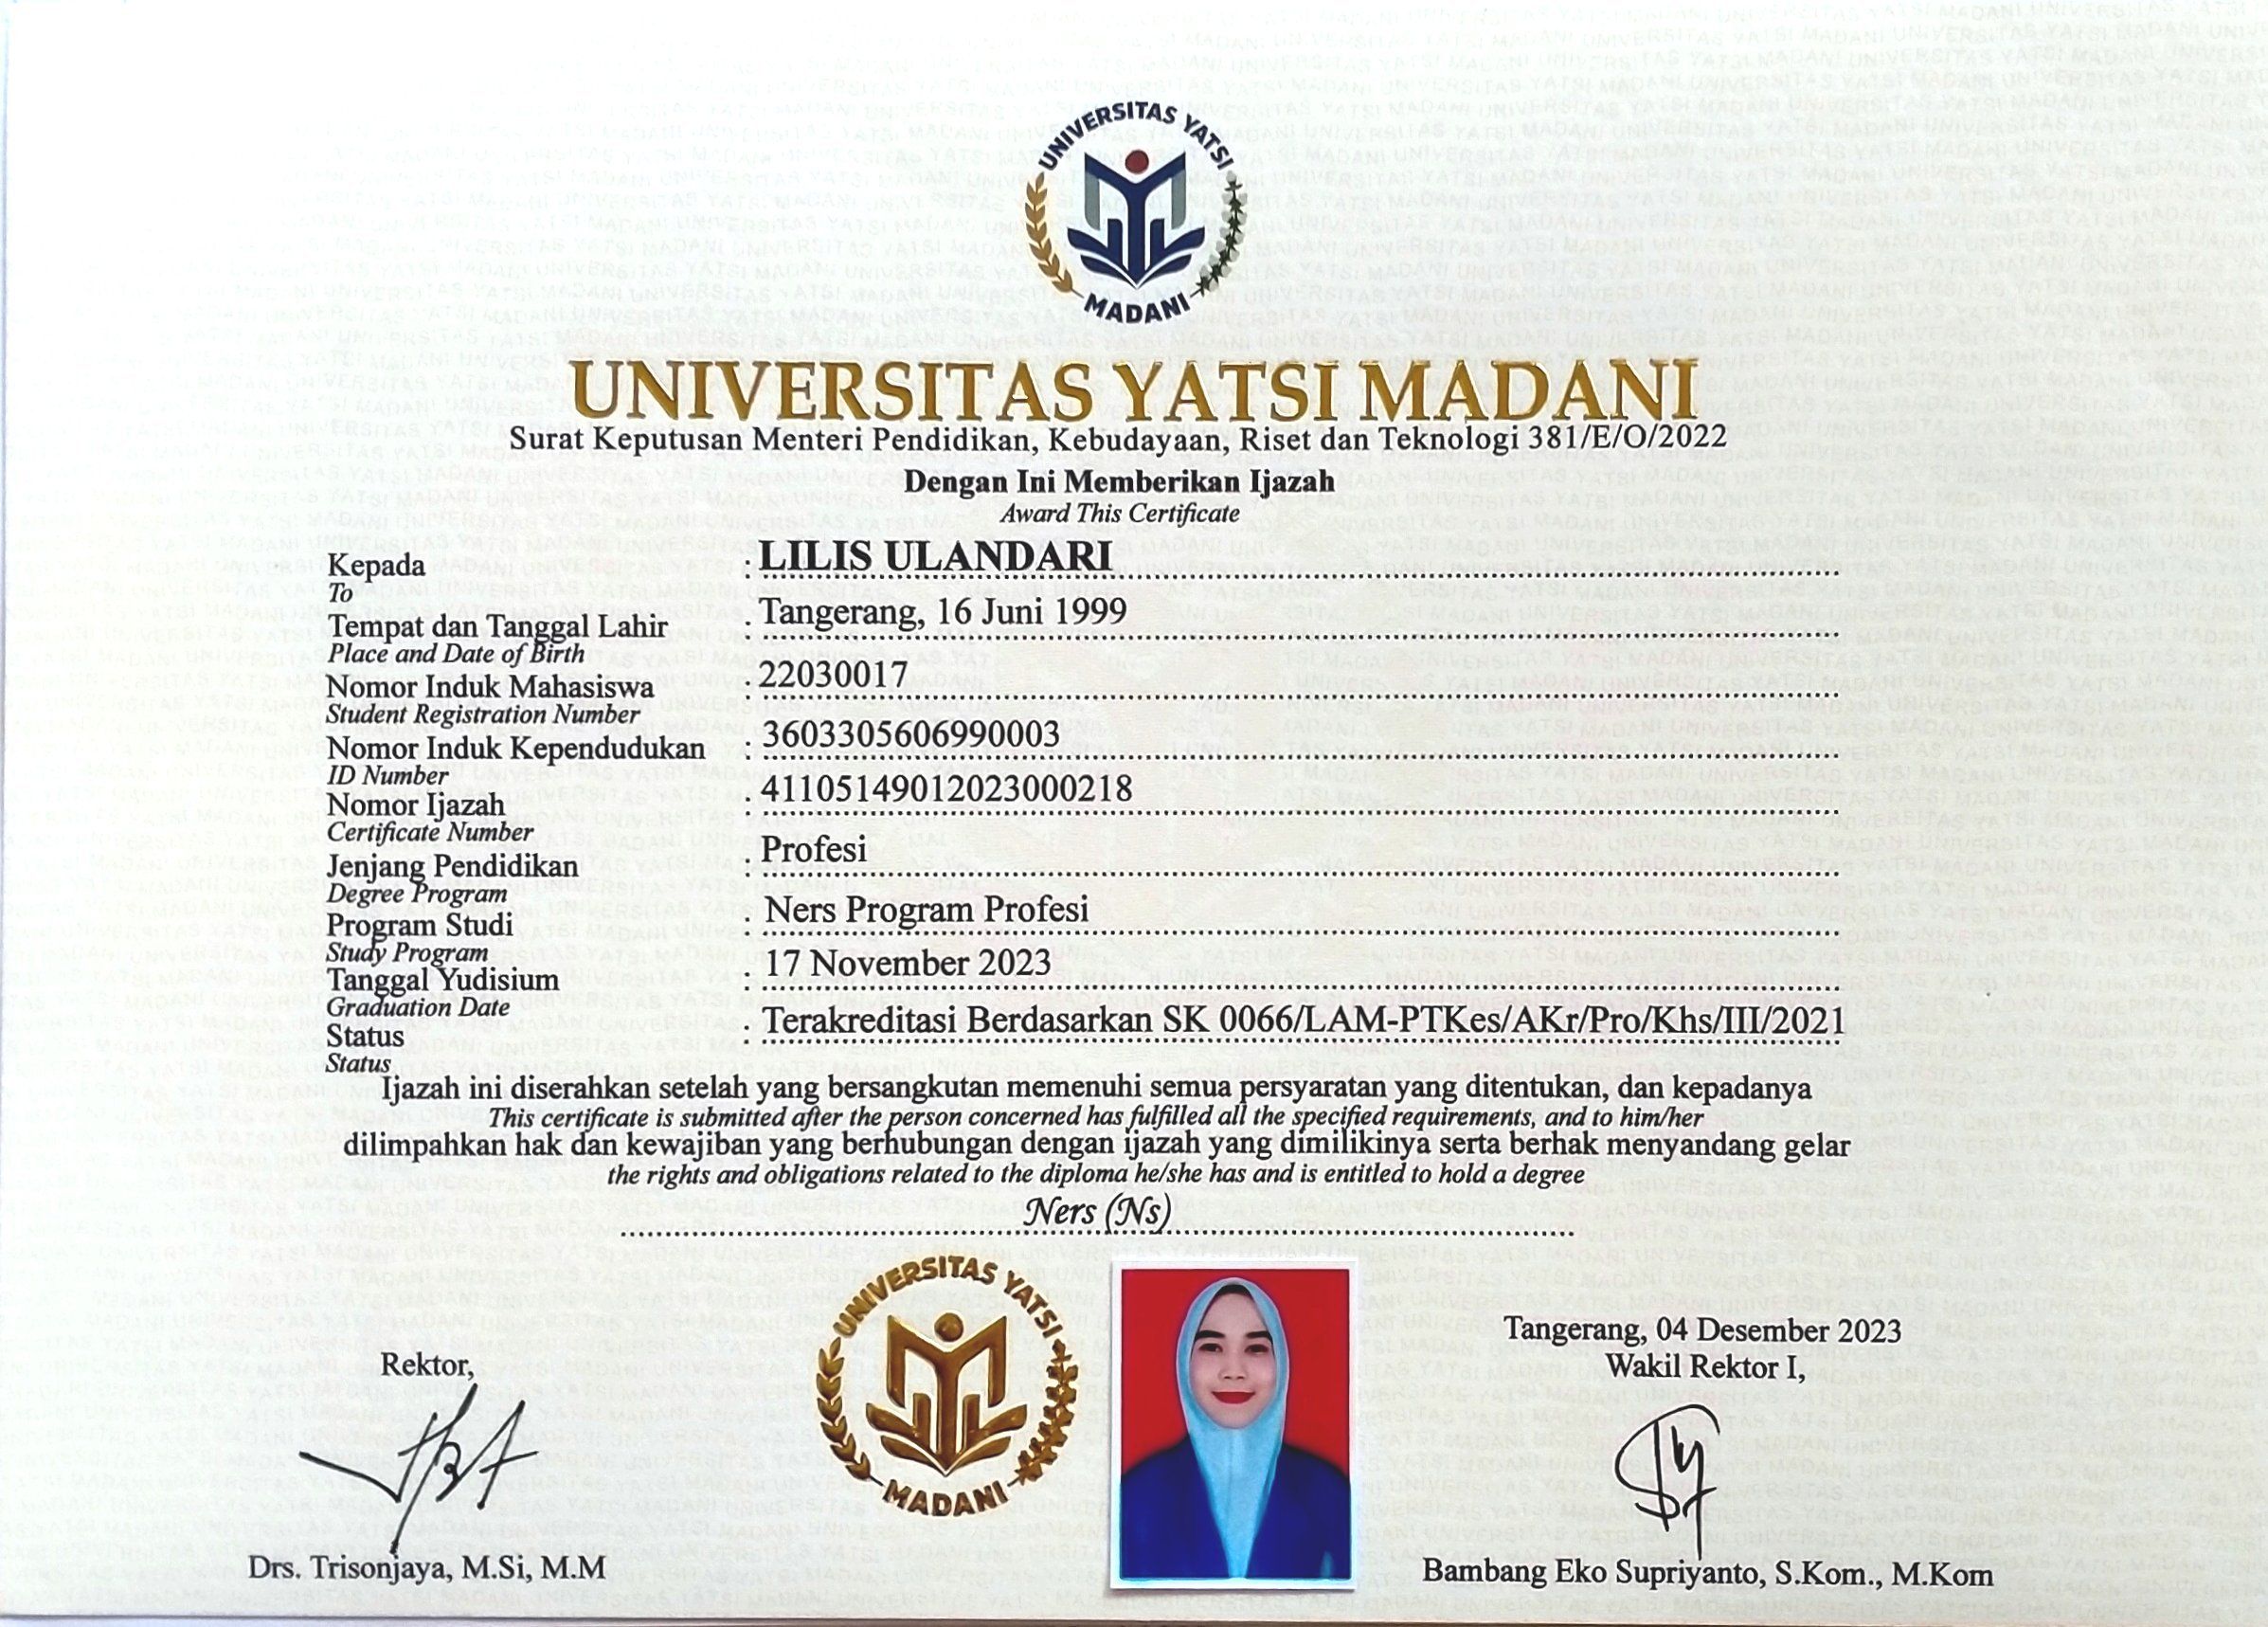 UNIVERSITAS YATSI
MADANI
UNIVERSITAS YATSI MADANI
Surat Keputusan Menteri Pendidikan, Kebudayaan, Riset dan Teknologi 381/E/O/2022
Dengan Ini Memberikan Ijazah
Award This Certificate
Kepada : LILIS ULANDARI
To
Tempat dan Tanggal Lahir : Tangerang, 16 Juni 1999
Place and Date of Birth
Nomor Induk Mahasiswa : 22030017
Student Registration Number
Nomor Induk Kependudukan : 3603305606990003
ID Number
Nomor Ijazah : 41105149012023000218
Certificate Number
Jenjang Pendidikan : Profesi
Degree Program
Program Studi : Ners Program Profesi
Study Program
Tanggal Yudisium : 17 November 2023
Graduation Date
Status : Terakreditasi Berdasarkan SK 0066/LAM-PTKes/AKr/Pro/Khs/III/2021
Status
Ijazah ini diserahkan setelah yang bersangkutan memenuhi semua persyaratan yang ditentukan, dan kepadanya
This certificate is submitted after the person concerned has fulfilled all the specified requirements, and to him/her
dilimpahkan hak dan kewajiban yang berhubungan dengan ijazah yang dimilikinya serta berhak menyandang gelar
the rights and obligations related to the diploma he/she has and is entitled to hold a degree
Ners (Ns)
UNIVERSITAS YATSI
MADANI
Tangerang, 04 Desember 2023
Rektor,
Wakil Rektor I,
Drs. Trisonjaya, M.Si, M.M
Bambang Eko Supriyanto, S.Kom., M.Kom